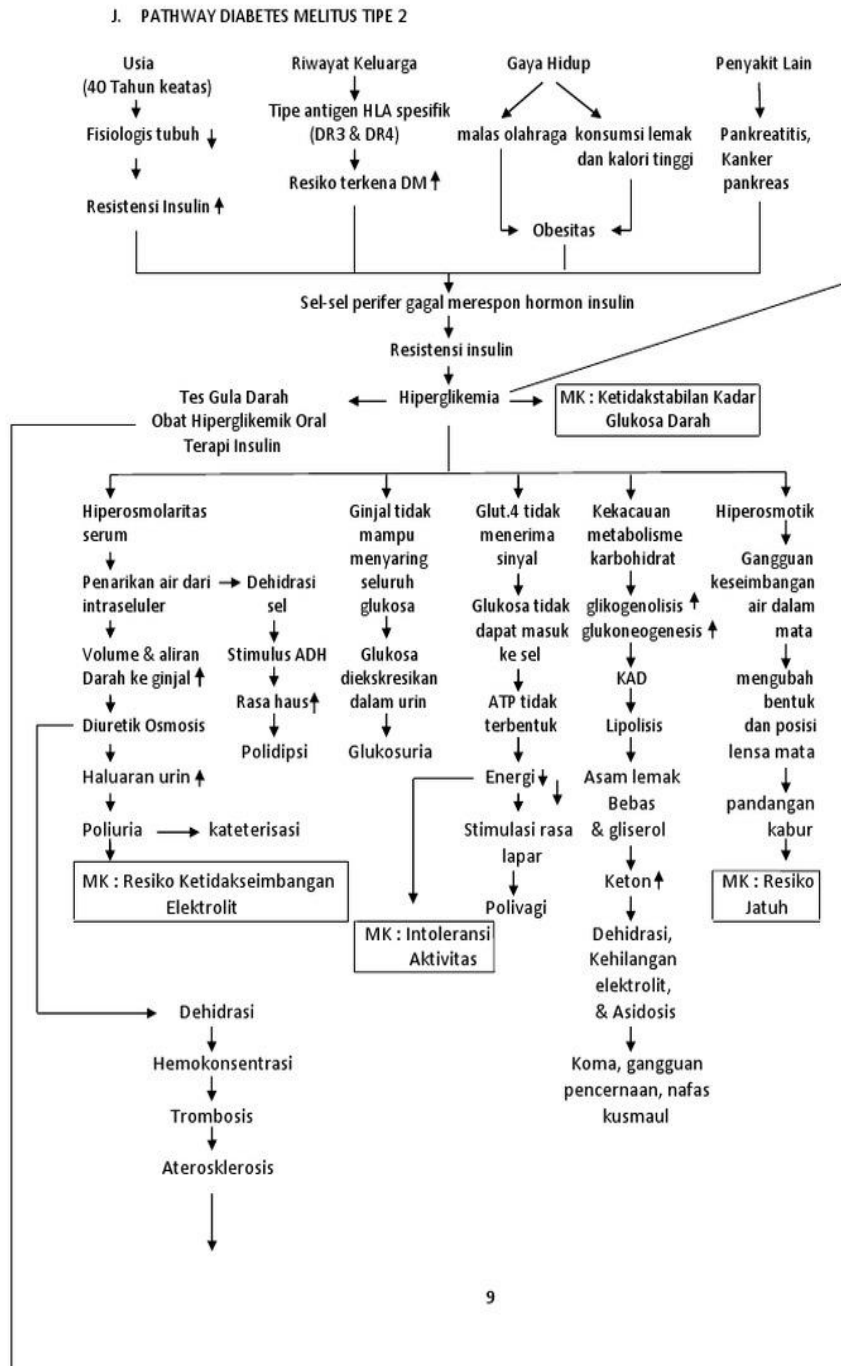 J. PATHWAY DIABETES MELITUS TIPE 2
Usia
(40 Tahun keatas)
Fisiologis tubuh ↓
Resistensi Insulin ↑
Riwayat Keluarga
Tipe antigen HLA spesifik
(DR3 & DR4)
Resiko terkena DM ↑
Gaya Hidup
malas olahraga
konsumsi lemak
dan kalori tinggi
Obesitas
Penyakit Lain
Pankreatitis,
Kanker
pankreas
Sel-sel perifer gagal merespon hormon insulin
Resistensi insulin
Hiperglikemia
Tes Gula Darah
Obat Hiperglikemik Oral
Terapi Insulin
MK : Ketidakstabilan Kadar
Glukosa Darah
Hiperosmolaritas
serum
Penarikan air dari
intraseluler
Volume & aliran
Darah ke ginjal ↑
Diuretik Osmosis
Haluaran urin ↑
Poliuria
kateterisasi
MK : Resiko Ketidakseimbangan
Elektrolit
Dehidrasi
sel
Stimulus ADH
Rasa haus ↑
Polidipsi
Ginjal tidak
mampu
menyaring
seluruh
glukosa
Glukosa
diekskresikan
dalam urin
Glukosuria
Glut.4 tidak
menerima
sinyal
Glukosa tidak
dapat masuk
ke sel
ATP tidak
terbentuk
Energi ↓
Stimulasi rasa
lapar
Polivagi
MK : Intoleransi
Aktivitas
Kekacauan
metabolisme
karbohidrat
glikogenolisis ↑
glukoneogenesis ↑
KAD
Lipolisis
Asam lemak
Bebas
& gliserol
Keton ↑
Dehidrasi,
Kehilangan
elektrolit,
& Asidosis
Koma, gangguan
pencernaan, nafas
kusmaul
Hiperosmotik
Gangguan
keseimbangan
air dalam
mata
mengubah
bentuk
dan posisi
lensa mata
pandangan
kabur
MK : Resiko
Jatuh
Dehidrasi
Hemokonsentrasi
Trombosis
Aterosklerosis
9